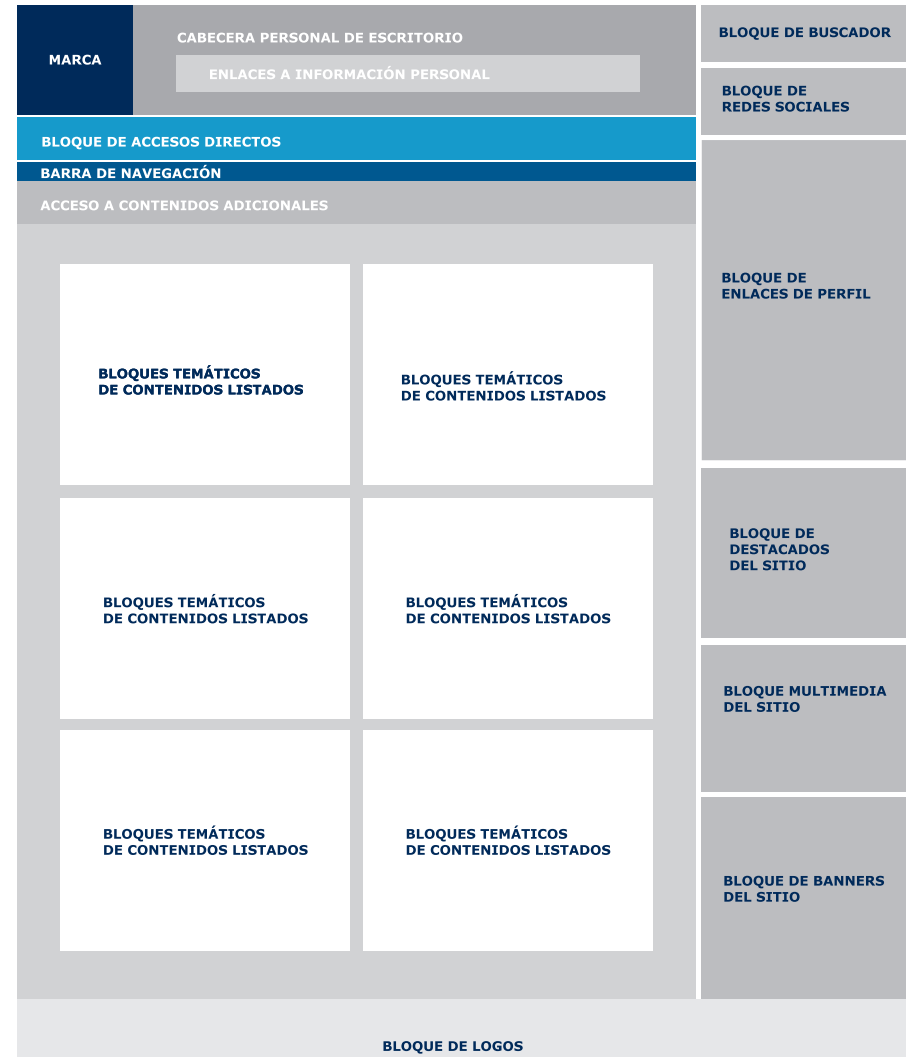 MARCA
CABECERA PERSONAL DE ESCRITORIO
ENLACES A INFORMACIÓN PERSONAL
BLOQUE DE ACCESOS DIRECTOS
BARRA DE NAVEGACIÓN
ACCESO A CONTENIDOS ADICIONALES
BLOQUES TEMÁTICOS
DE CONTENIDOS LISTADOS
BLOQUES TEMÁTICOS
DE CONTENIDOS LISTADOS
BLOQUES TEMÁTICOS
DE CONTENIDOS LISTADOS
BLOQUES TEMÁTICOS
DE CONTENIDOS LISTADOS
BLOQUES TEMÁTICOS
DE CONTENIDOS LISTADOS
BLOQUES TEMÁTICOS
DE CONTENIDOS LISTADOS
BLOQUE DE BUSCADOR
BLOQUE DE
REDES SOCIALES
BLOQUE DE
ENLACES DE PERFIL
BLOQUE DE
DESTACADOS
DEL SITIO
BLOQUE MULTIMEDIA
DEL SITIO
BLOQUE DE BANNERS
DEL SITIO
BLOQUE DE LOGOS